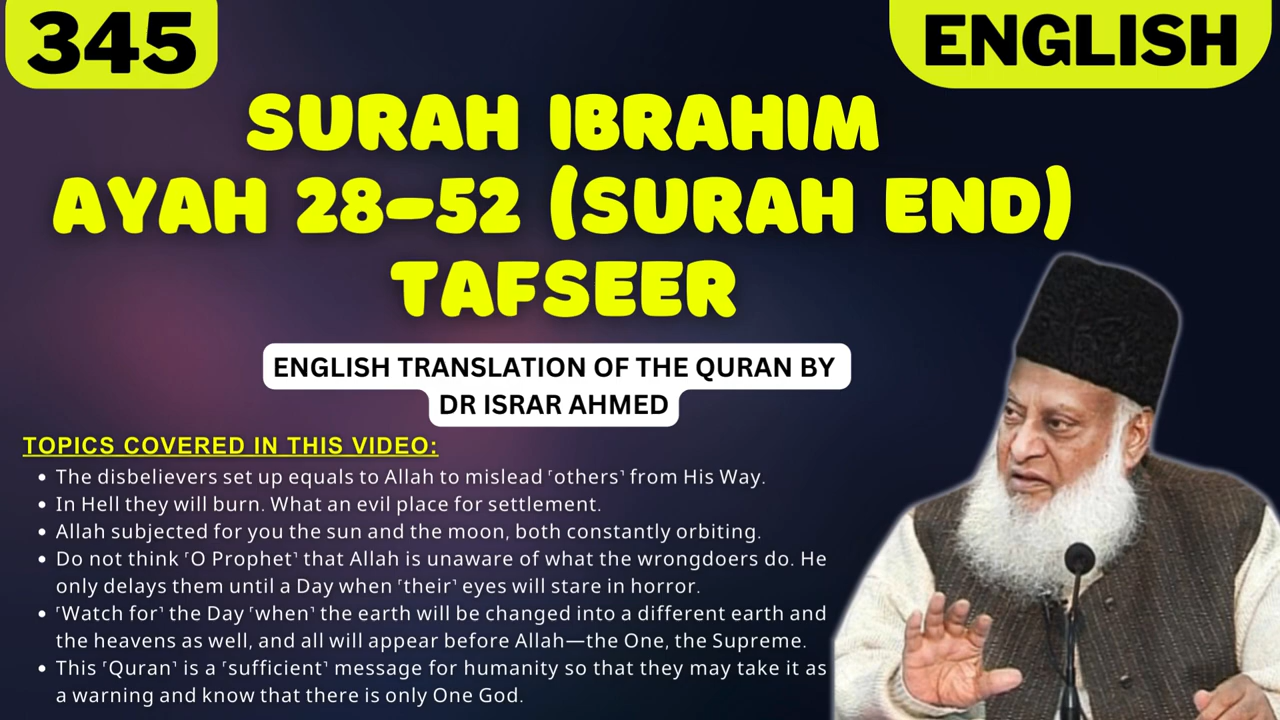 345
ENGLISH
SURAH IBRAHIM
AYAH 28–52 (SURAH END)
TAFSEER
ENGLISH TRANSLATION OF THE QURAN BY
DR ISRAR AHMED
TOPICS COVERED IN THIS VIDEO:
• The disbelievers set up equals to Allah to mislead ˹others˺ from His Way.
• In Hell they will burn. What an evil place for settlement.
• Allah subjected for you the sun and the moon, both constantly orbiting.
• Do not think ˹O Prophet˺ that Allah is unaware of what the wrongdoers do. He
only delays them until a Day when ˹their˺ eyes will stare in horror.
• ˹Watch for˺ the Day ˹when˺ the earth will be changed into a different earth and
the heavens as well, and all will appear before Allah—the One, the Supreme.
• This ˹Quran˺ is a ˹sufficient˺ message for humanity so that they may take it as
a warning and know that there is only One God.